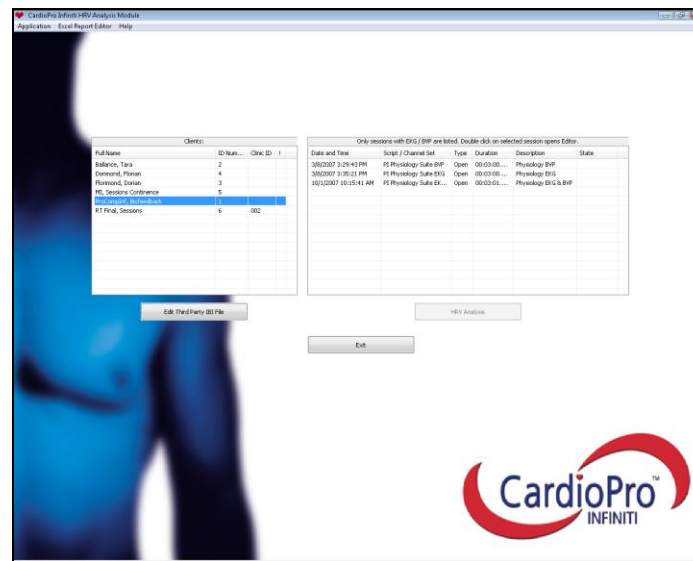 CardioPro Infiniti HRV Analysis Module
Application Excel Report Editor Help
Clients:
Full Name ID Num... Clinic ID
Ballance, Tara 2
Dorimond, Florian 4
Florimond, Dorian 3
MI, Sessions Continence 5
ProCompInf, Biofeedback 1
RT Final, Sessions 6 002
Only sessions with EKG / BVP are listed. Double click on selected session opens Editor.
Date and Time Script / Channel Set Type Duration Description State
3/8/2007 3:29:43 PM PI Physiology Suite BVP Open 00:03:00.... Physiology BVP
3/8/2007 3:35:21 PM PI Physiology Suite EKG Open 00:03:00.... Physiology EKG
10/1/2007 10:15:41 AM PI Physiology Suite EK... Open 00:03:01.... Physiology EKG & BVP
Edit Third Party IBI File
HRV Analysis
Exit
CardioPro™
INFINITI